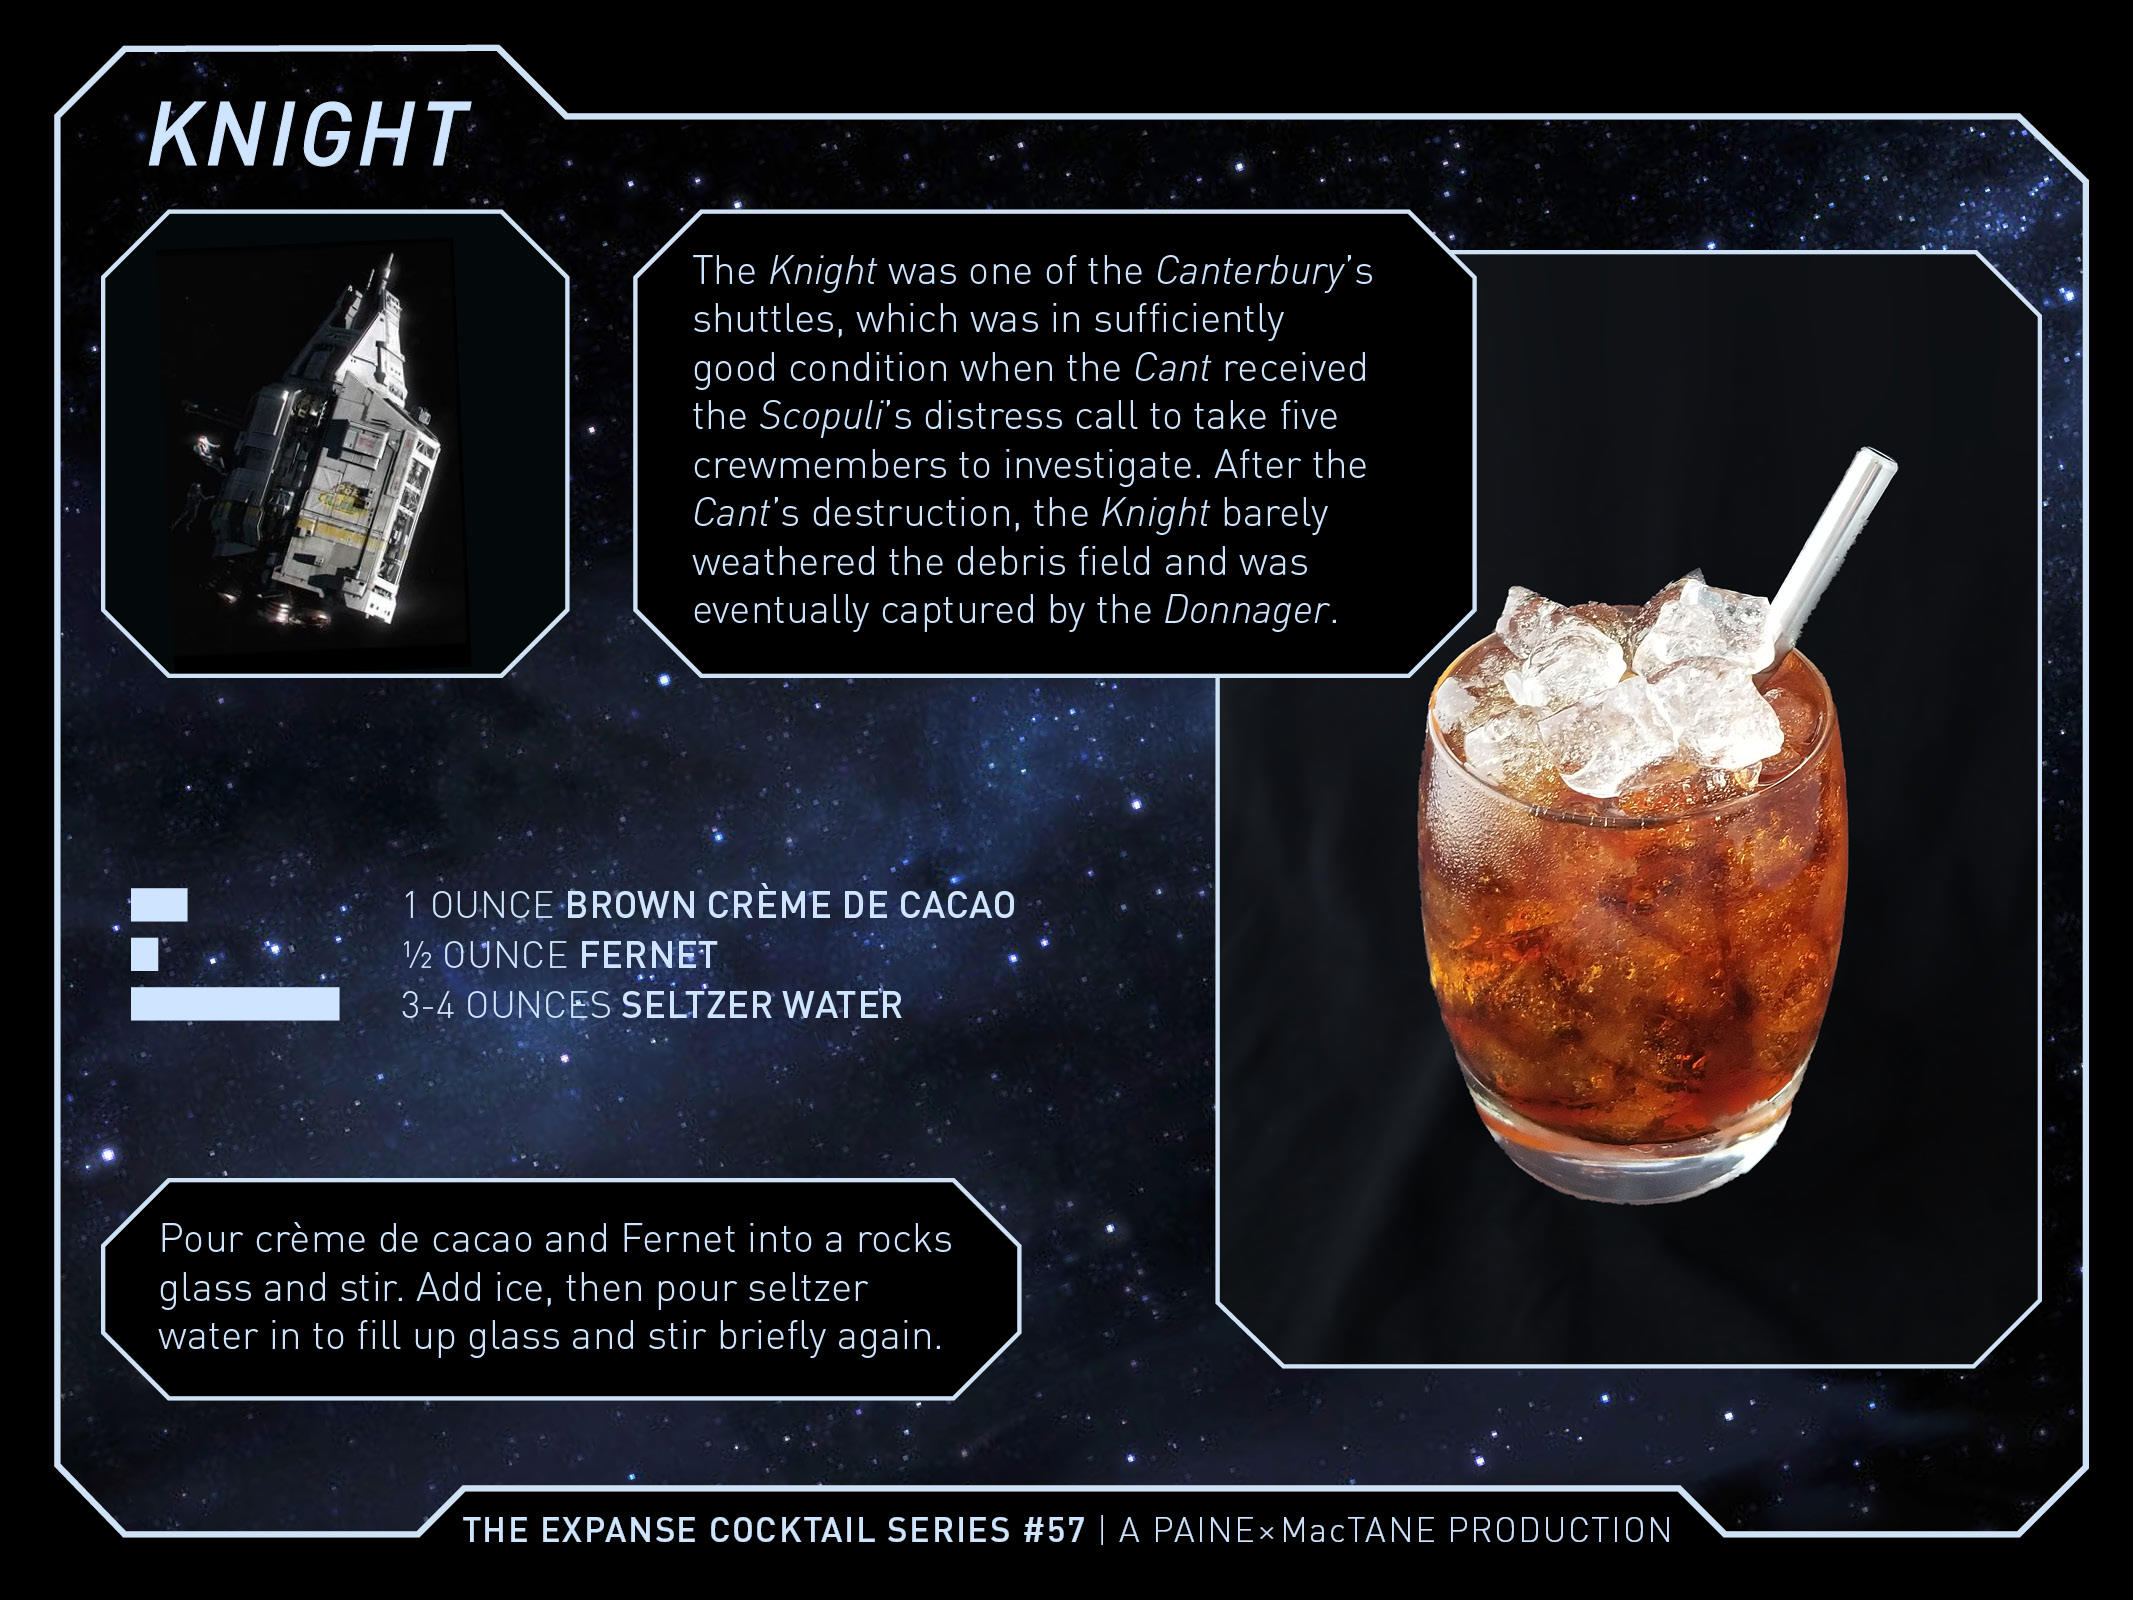 KNIGHT
The Knight was one of the Canterbury's
shuttles, which was in sufficiently
good condition when the Cant received
the Scopuli's distress call to take five
crewmembers to investigate. After the
Cant's destruction, the Knight barely
weathered the debris field and was
eventually captured by the Donnager.
1 OUNCE BROWN CRÈME DE CACAO
½ OUNCE FERNET
3-4 OUNCES SELTZER WATER
Pour crème de cacao and Fernet into a rocks
glass and stir. Add ice, then pour seltzer
water in to fill up glass and stir briefly again.
THE EXPANSE COCKTAIL SERIES #57 | A PAINE×MacTANE PRODUCTION